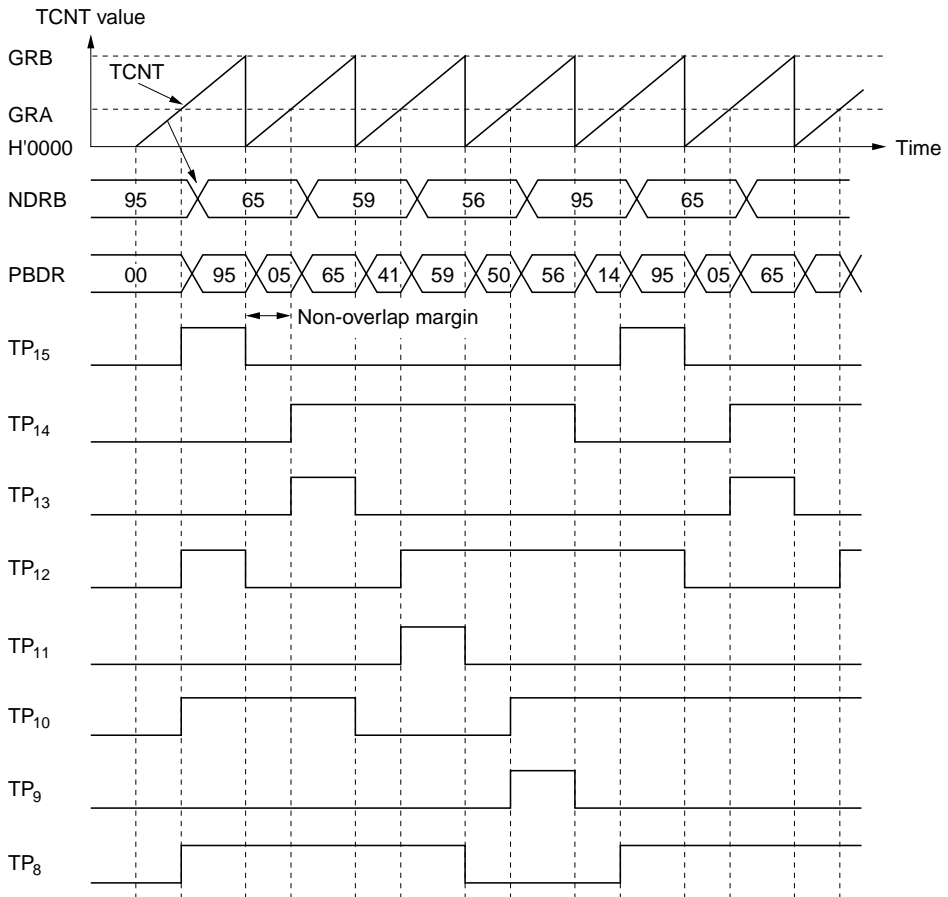 TCNT value
GRB
TCNT
GRA
H'0000
Time
NDRB 95 65 59 56 95 65
PBDR 00 95 05 65 41 59 50 56 14 95 05 65
Non-overlap margin
TP15
TP14
TP13
TP12
TP11
TP10
TP9
TP8